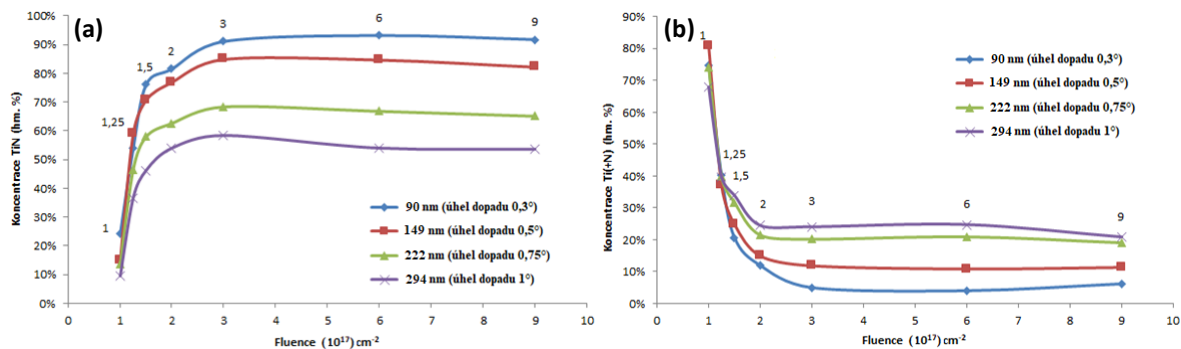 (a)
Koncentrace TiN (hm. %)
100%
90%
80%
70%
60%
50%
40%
30%
20%
10%
0%
1
1,25
1,5
2
3
6
9
90 nm (úhel dopadu 0,3°)
149 nm (úhel dopadu 0,5°)
222 nm (úhel dopadu 0,75°)
294 nm (úhel dopadu 1°)
0 1 2 3 4 5 6 7 8 9 10
Fluence (10¹⁷) cm⁻²
(b)
Koncentrace Ti(+N) (hm. %)
90%
80%
70%
60%
50%
40%
30%
20%
10%
0%
1
1,25
1,5
2
3
6
9
90 nm (úhel dopadu 0,3°)
149 nm (úhel dopadu 0,5°)
222 nm (úhel dopadu 0,75°)
294 nm (úhel dopadu 1°)
0 1 2 3 4 5 6 7 8 9 10
Fluence (10¹⁷) cm⁻²